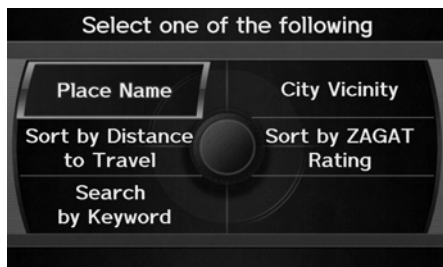 Select one of the following
Place Name
City Vicinity
Sort by Distance
to Travel
Sort by ZAGAT
Rating
Search
by Keyword